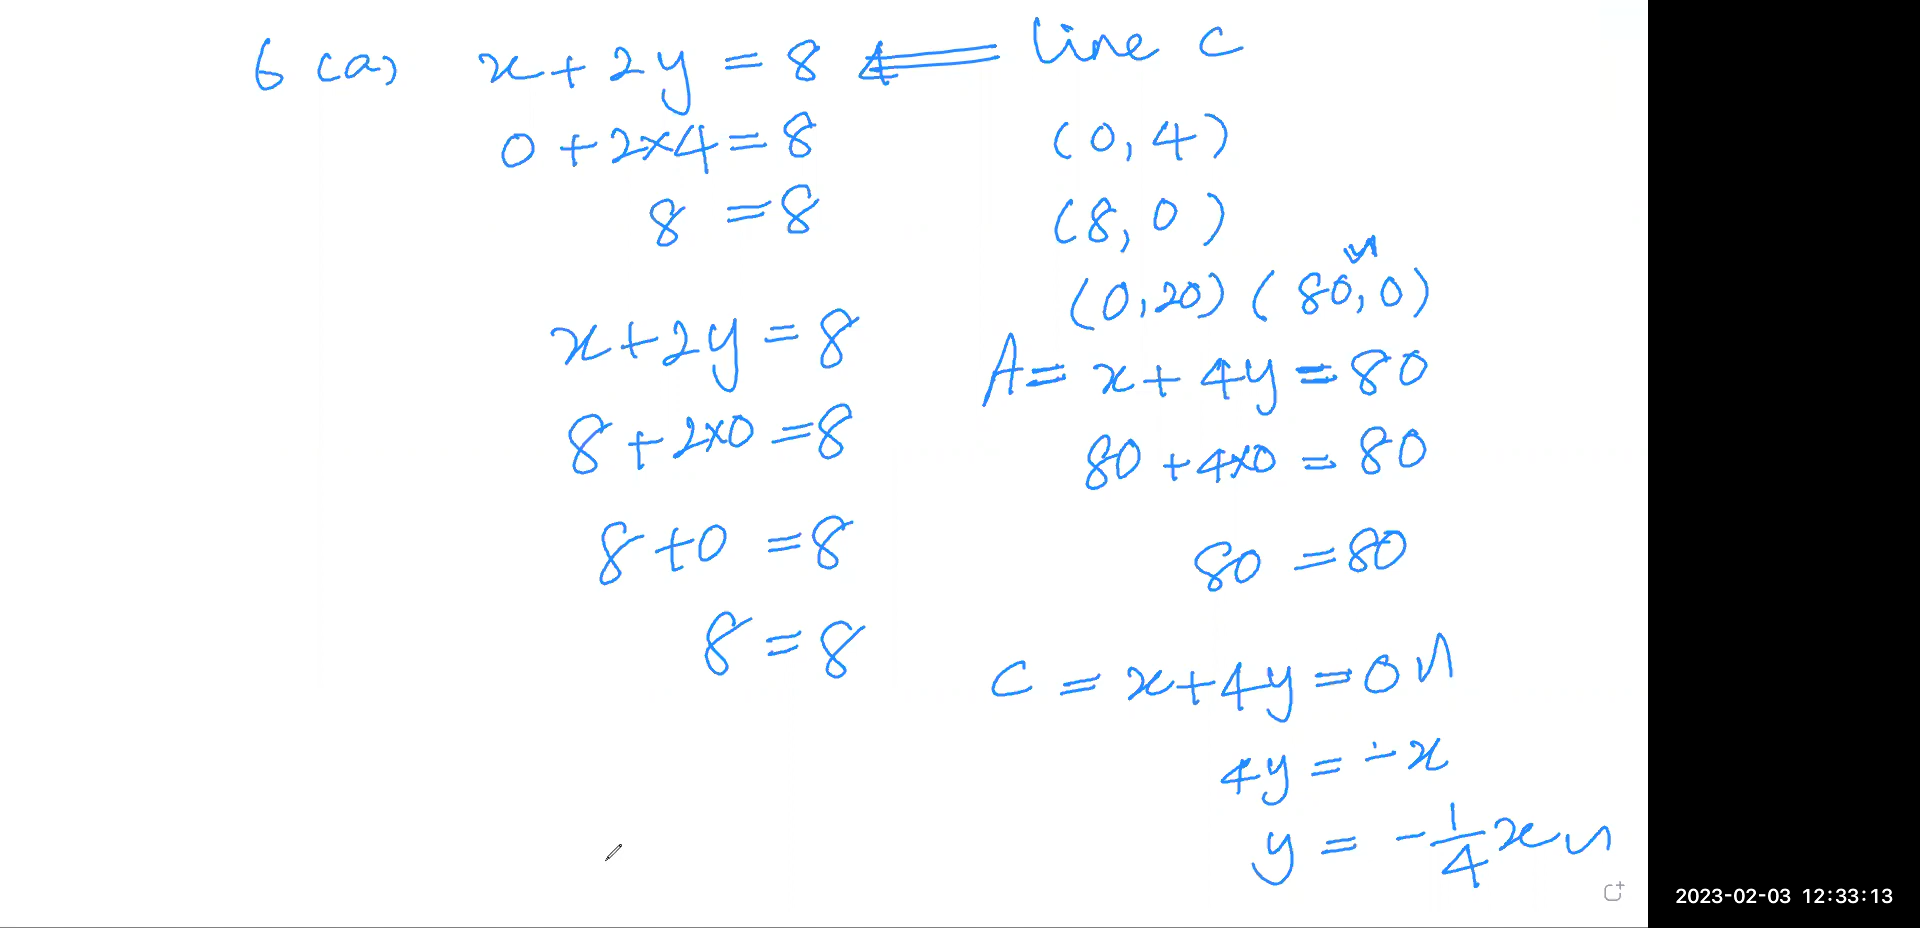 6 (a) x + 2y = 8 ⟸ line C
0 + 2×4 = 8
8 = 8
x + 2y = 8
8 + 2×0 = 8
8 + 0 = 8
8 = 8
(0, 4)
(8, 0)
(0, 20) (80, 0)
A = x + 4y = 80
80 + 4×0 = 80
80 = 80
C = x + 4y = 0
4y = -x
y = -1/4 x
2023-02-03 12:33:13